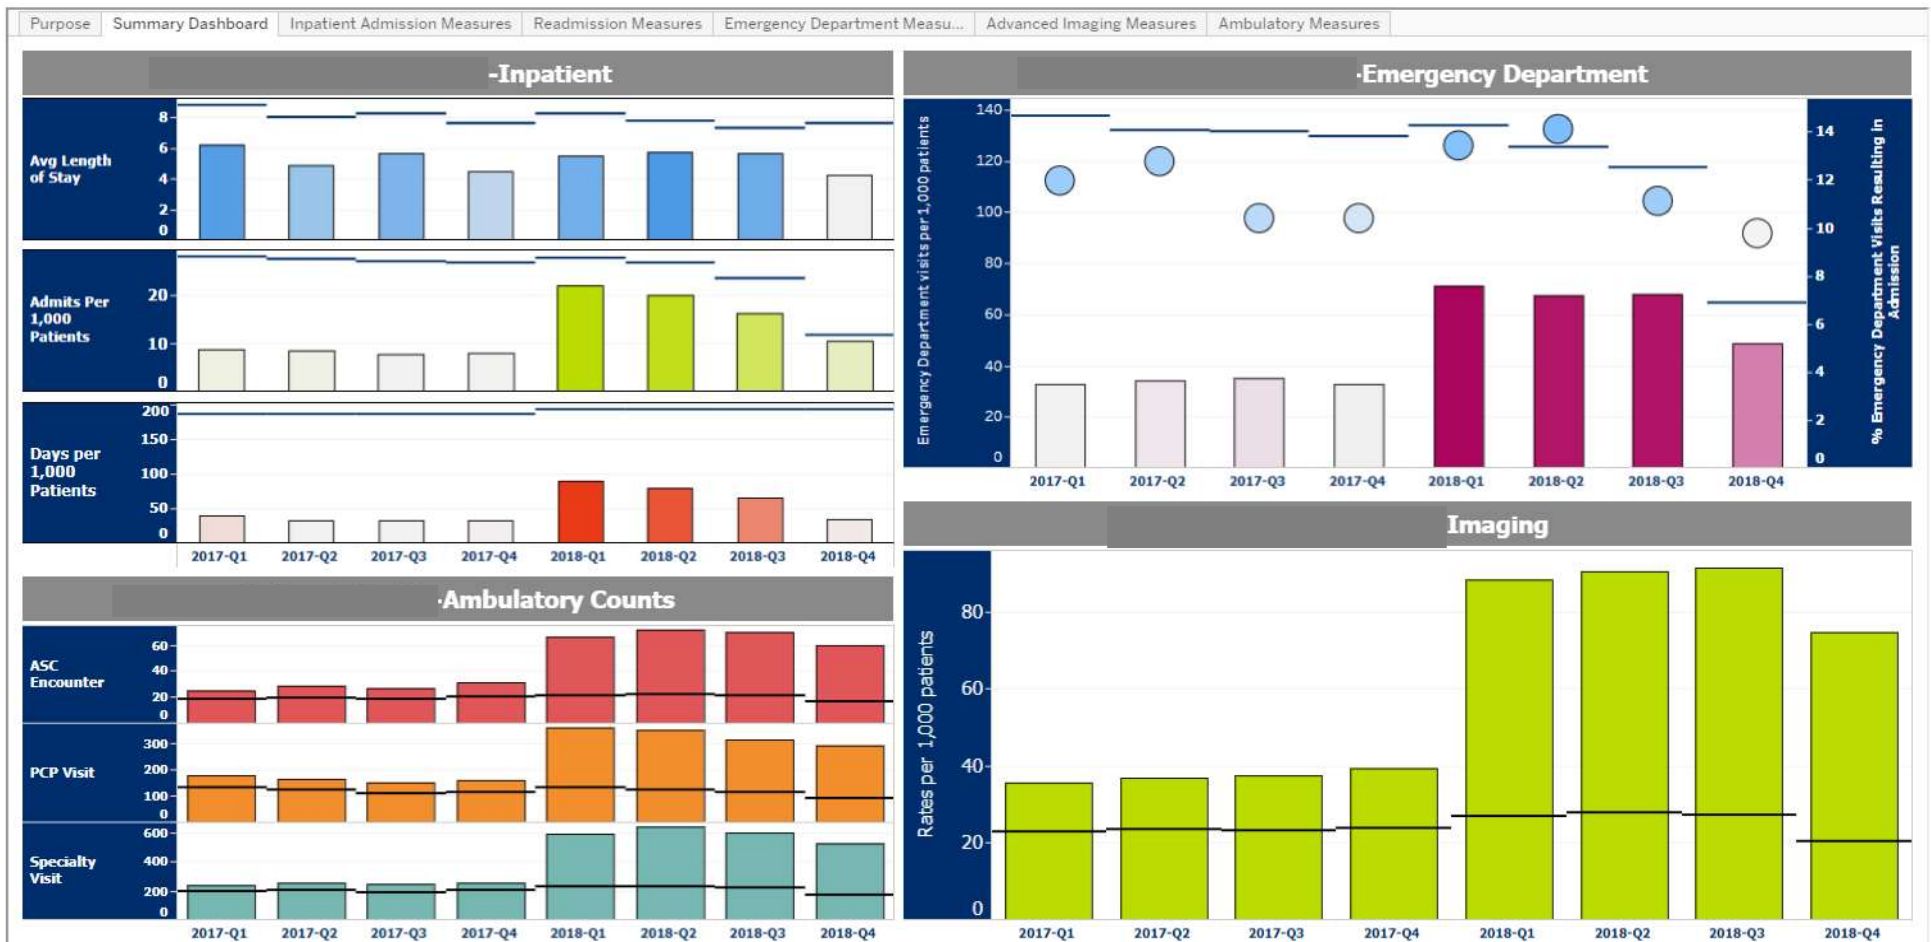 Purpose
Summary Dashboard
Inpatient Admission Measures
Readmission Measures
Emergency Department Measu...
Advanced Imaging Measures
Ambulatory Measures
-Inpatient
Avg Length
of Stay
8
6
4
2
0
Admits Per
1,000
Patients
20
10
0
Days per
1,000
Patients
200
150
100
50
0
2017-Q1 2017-Q2 2017-Q3 2017-Q4 2018-Q1 2018-Q2 2018-Q3 2018-Q4
-Ambulatory Counts
ASC
Encounter
60
40
20
0
PCP Visit
300
200
100
0
Specialty
Visit
600
400
200
0
2017-Q1 2017-Q2 2017-Q3 2017-Q4 2018-Q1 2018-Q2 2018-Q3 2018-Q4
-Emergency Department
Emergency Department visits per 1,000 patients
140
120
100
80
60
40
20
0
14
12
10
8
6
4
2
0
% Emergency Department Visits Resulting in
Admission
2017-Q1 2017-Q2 2017-Q3 2017-Q4 2018-Q1 2018-Q2 2018-Q3 2018-Q4
Imaging
Rates per 1,000 patients
80
60
40
20
0
2017-Q1 2017-Q2 2017-Q3 2017-Q4 2018-Q1 2018-Q2 2018-Q3 2018-Q4